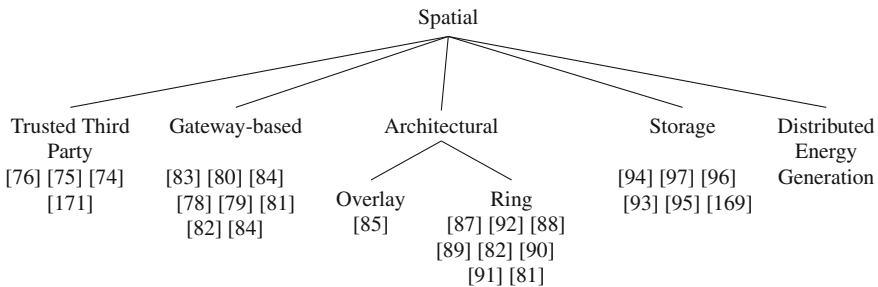 Spatial
Trusted Third
Party
[76] [75] [74]
[171]
Gateway-based
[83] [80] [84]
[78] [79] [81]
[82] [84]
Architectural
Overlay
[85]
Ring
[87] [92] [88]
[89] [82] [90]
[91] [81]
Storage
[94] [97] [96]
[93] [95] [169]
Distributed
Energy
Generation